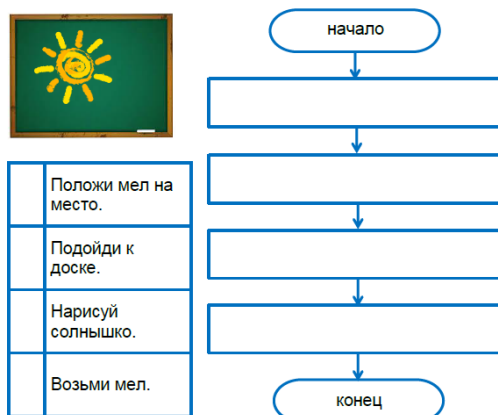 начало
Положи мел на
место.
Подойди к
доске.
Нарисуй
солнышко.
Возьми мел.
конец